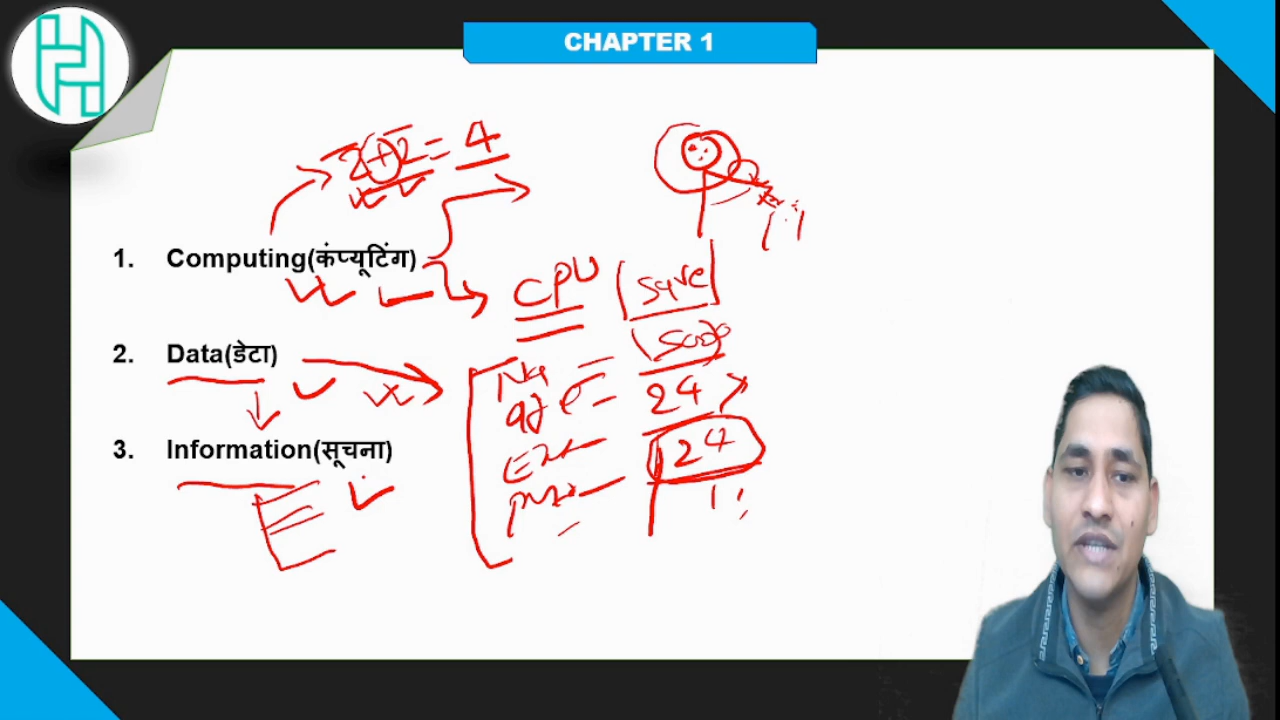 CHAPTER 1
2+2=4
1. Computing(कंप्यूटिंग)
CPU
save
2. Data(डेटा)
24
3. Information(सूचना)
24